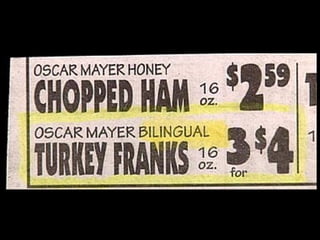 OSCAR MAYER HONEY
CHOPPED HAM 16 oz. $2.59
OSCAR MAYER BILINGUAL
TURKEY FRANKS 16 oz. 3 for $4